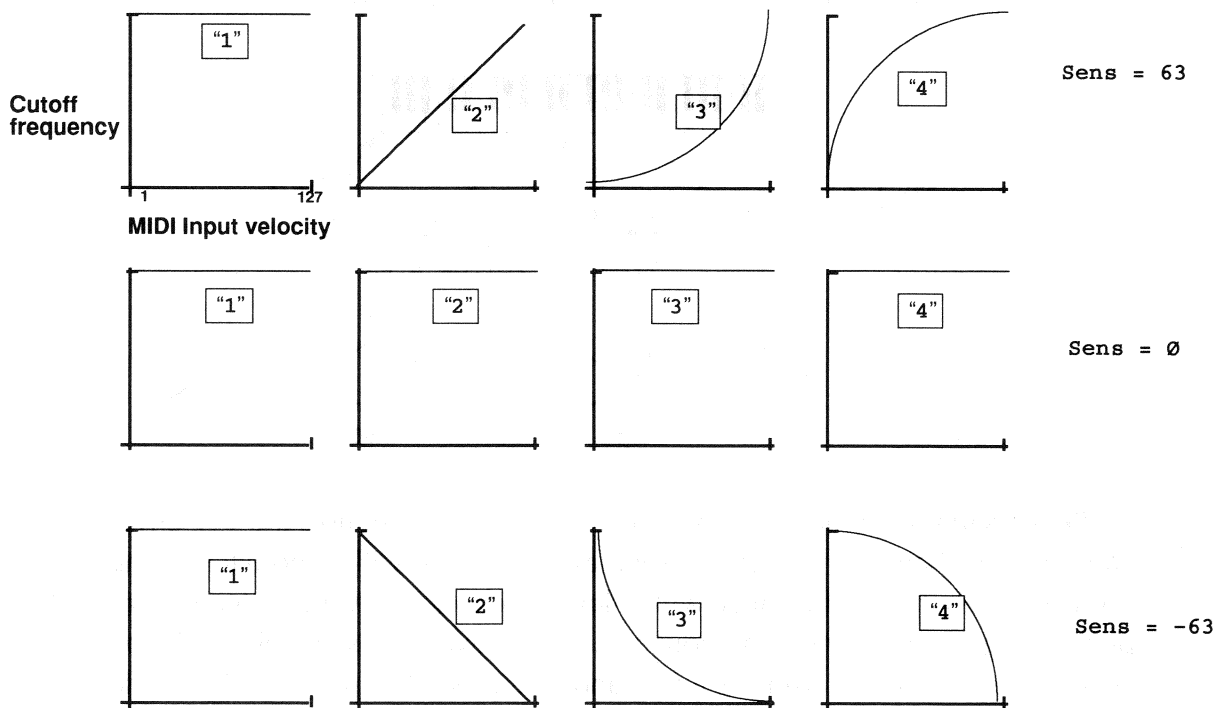 “1”
“2”
“3”
“4”
Sens = 63
Cutoff
frequency
1
127
MIDI Input velocity
“1”
“2”
“3”
“4”
Sens = Ø
“1”
“2”
“3”
“4”
Sens = -63